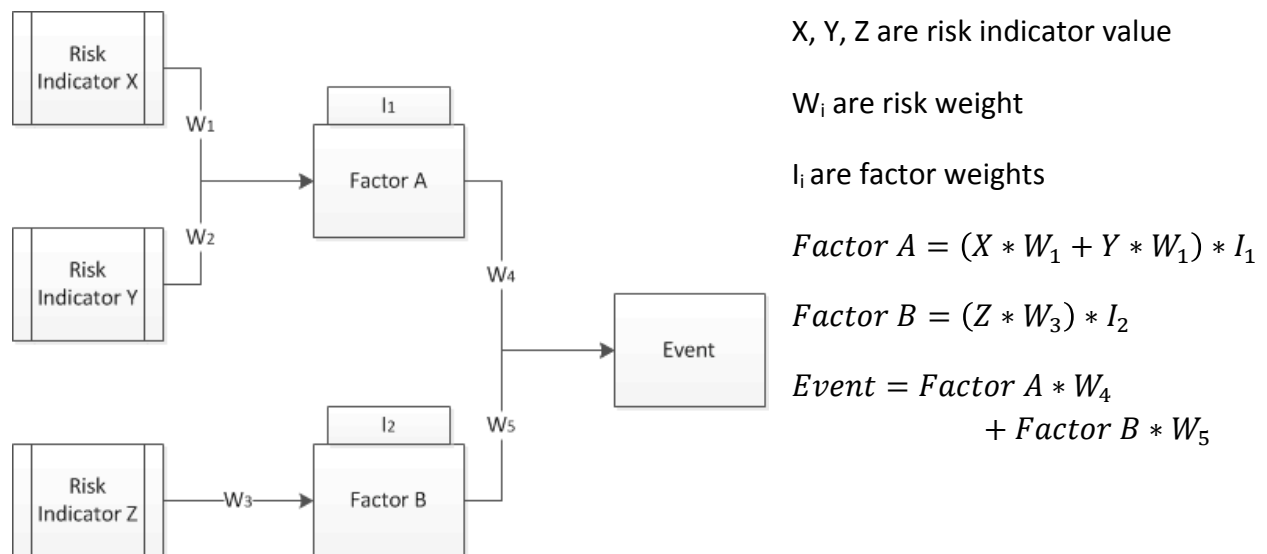 Risk
Indicator X
W1
W2
Risk
Indicator Y
I1
Factor A
W4
Event
W5
Risk
Indicator Z
W3
I2
Factor B
X, Y, Z are risk indicator value
Wi are risk weight
Ii are factor weights
Factor A = (X * W1 + Y * W1) * I1
Factor B = (Z * W3) * I2
Event = Factor A * W4
+ Factor B * W5